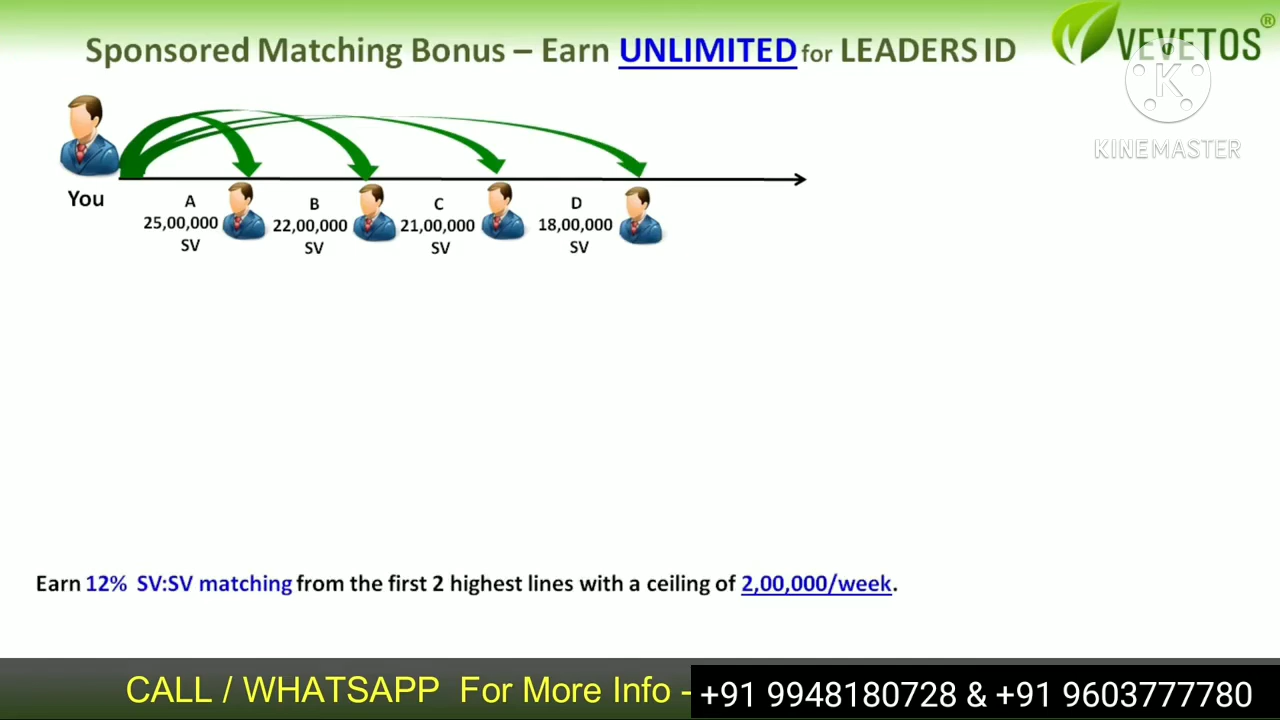 Sponsored Matching Bonus – Earn UNLIMITED for LEADERS ID
VEVETOS®
K
KINEMASTER
You
A
25,00,000
SV
B
22,00,000
SV
C
21,00,000
SV
D
18,00,000
SV
Earn 12% SV:SV matching from the first 2 highest lines with a ceiling of 2,00,000/week.
CALL / WHATSAPP For More Info - +91 9948180728 & +91 9603777780